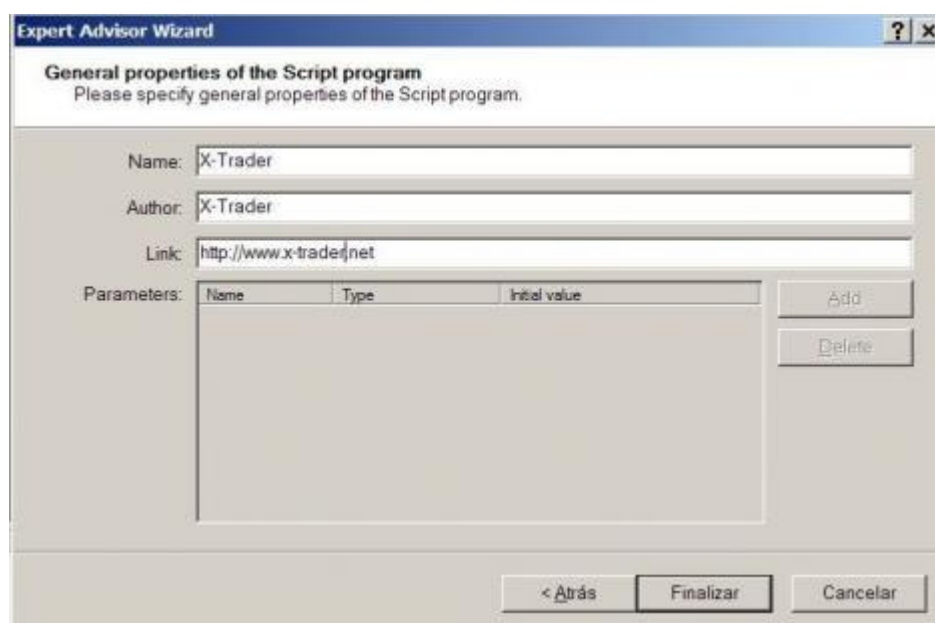 Expert Advisor Wizard
General properties of the Script program
Please specify general properties of the Script program.
Name: X-Trader
Author: X-Trader
Link: http://www.x-trader.net
Parameters: Name Type Initial value
Add
Delete
< Atrás Finalizar Cancelar